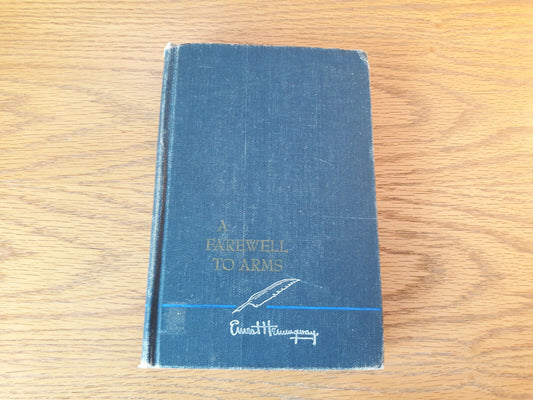 A
FAREWELL
TO ARMS
Ernest Hemingway